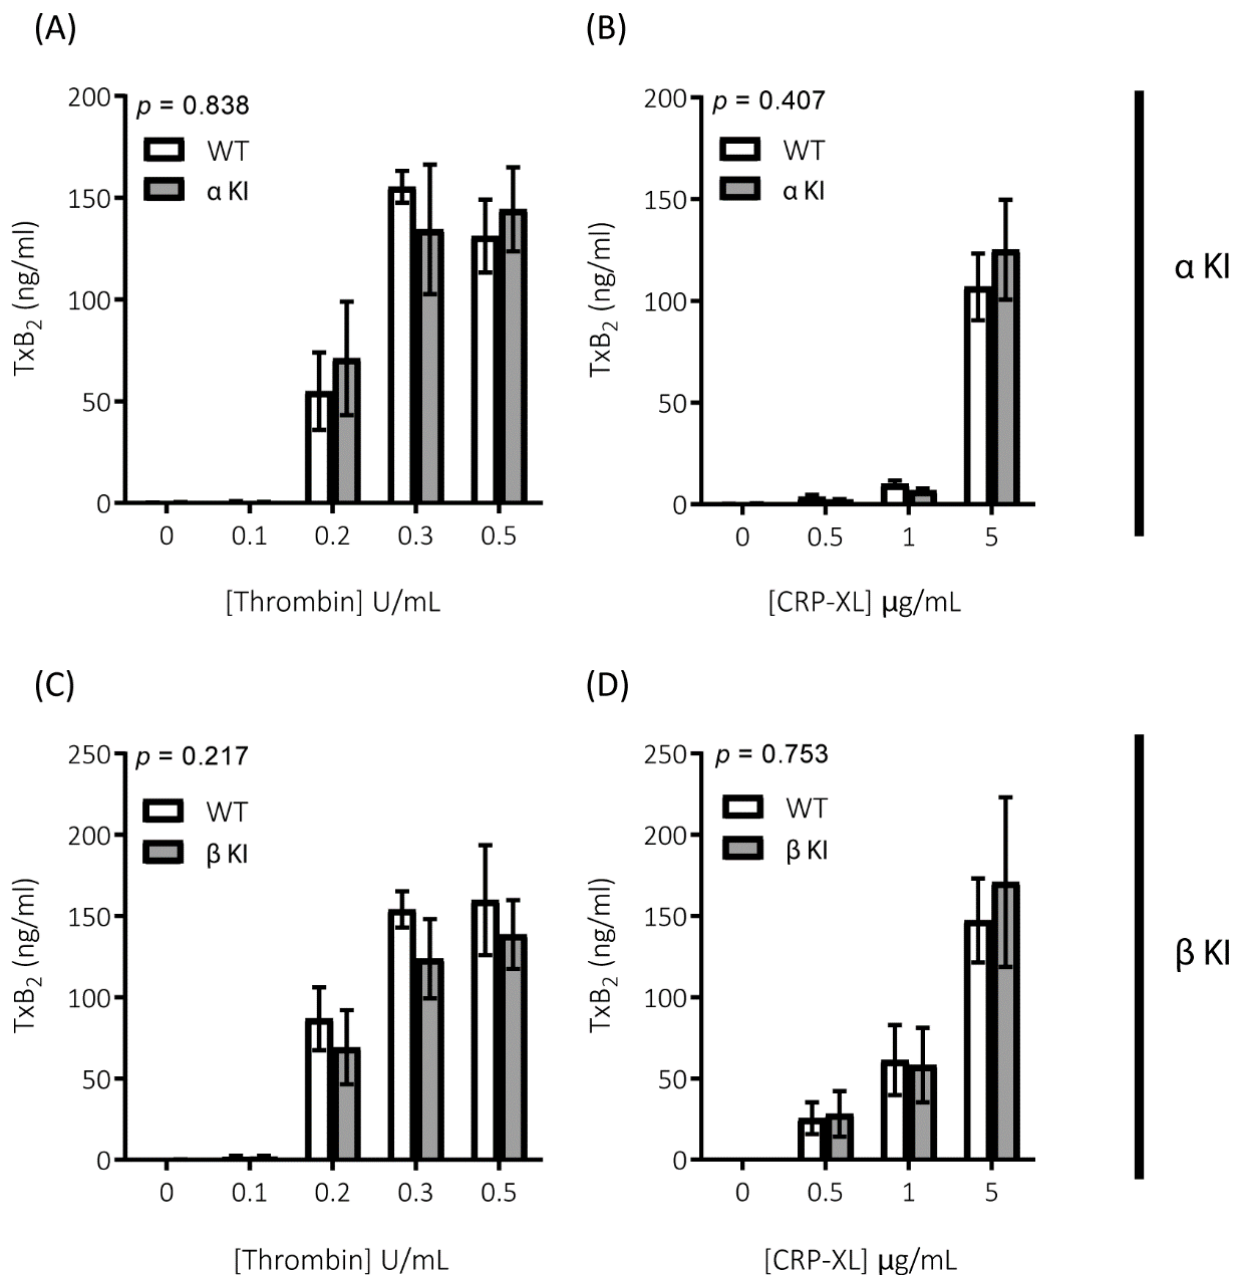 (A)
p = 0.838
WT
α KI
200
150
100
50
0
TxB2 (ng/ml)
0 0.1 0.2 0.3 0.5
[Thrombin] U/mL
(B)
p = 0.407
WT
α KI
200
150
100
50
0
TxB2 (ng/ml)
0 0.5 1 5
[CRP-XL] μg/mL
α KI
(C)
p = 0.217
WT
β KI
250
200
150
100
50
0
TxB2 (ng/ml)
0 0.1 0.2 0.3 0.5
[Thrombin] U/mL
(D)
p = 0.753
WT
β KI
250
200
150
100
50
0
TxB2 (ng/ml)
0 0.5 1 5
[CRP-XL] μg/mL
β KI